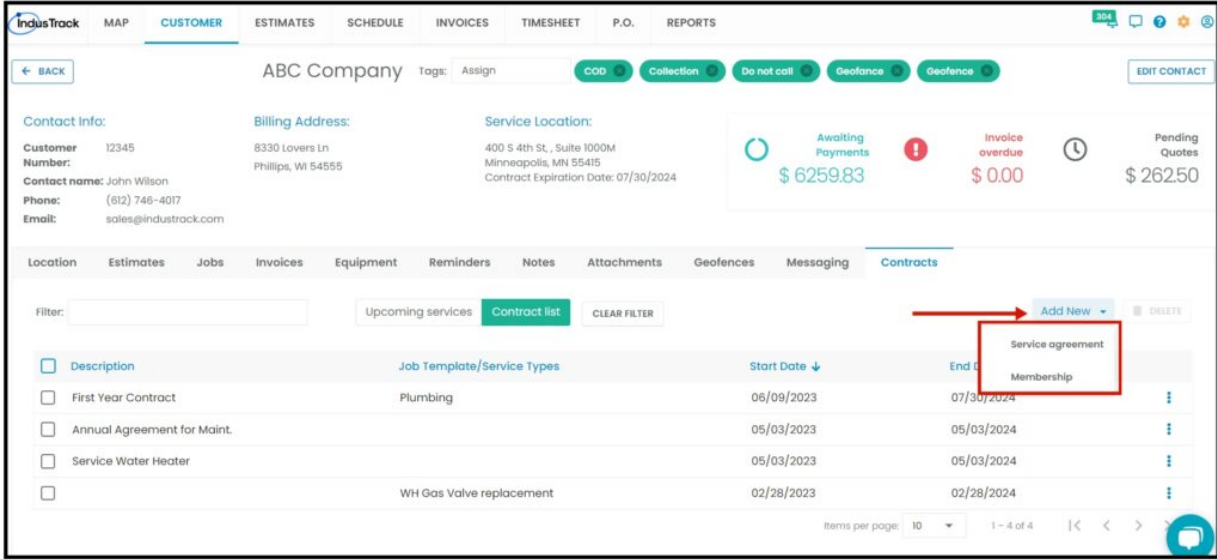 IndusTrack MAP CUSTOMER ESTIMATES SCHEDULE INVOICES TIMESHEET P.O. REPORTS 304
← BACK ABC Company Tags: Assign COD Collection Do not call Geofance Geofence EDIT CONTACT
Contact Info: Billing Address: Service Location:
Customer Number: 12345
Contact name: John Wilson
Phone: (612) 746-4017
Email: sales@industrack.com
8330 Lovers Ln
Phillips, WI 54555
400 S 4th St, , Suite 1000M
Minneapolis, MN 55415
Contract Expiration Date: 07/30/2024
Awaiting
Payments
$ 6259.83
Invoice
overdue
$ 0.00
Pending
Quotes
$ 262.50
Location Estimates Jobs Invoices Equipment Reminders Notes Attachments Geofences Messaging Contracts
Filter: Upcoming services Contract list CLEAR FILTER Add New DELETE
Service agreement
Membership
Description Job Template/Service Types Start Date ↓ End D
First Year Contract Plumbing 06/09/2023 07/30/2024
Annual Agreement for Maint. 05/03/2023 05/03/2024
Service Water Heater 05/03/2023 05/03/2024
WH Gas Valve replacement 02/28/2023 02/28/2024
Items per page: 10 1 – 4 of 4